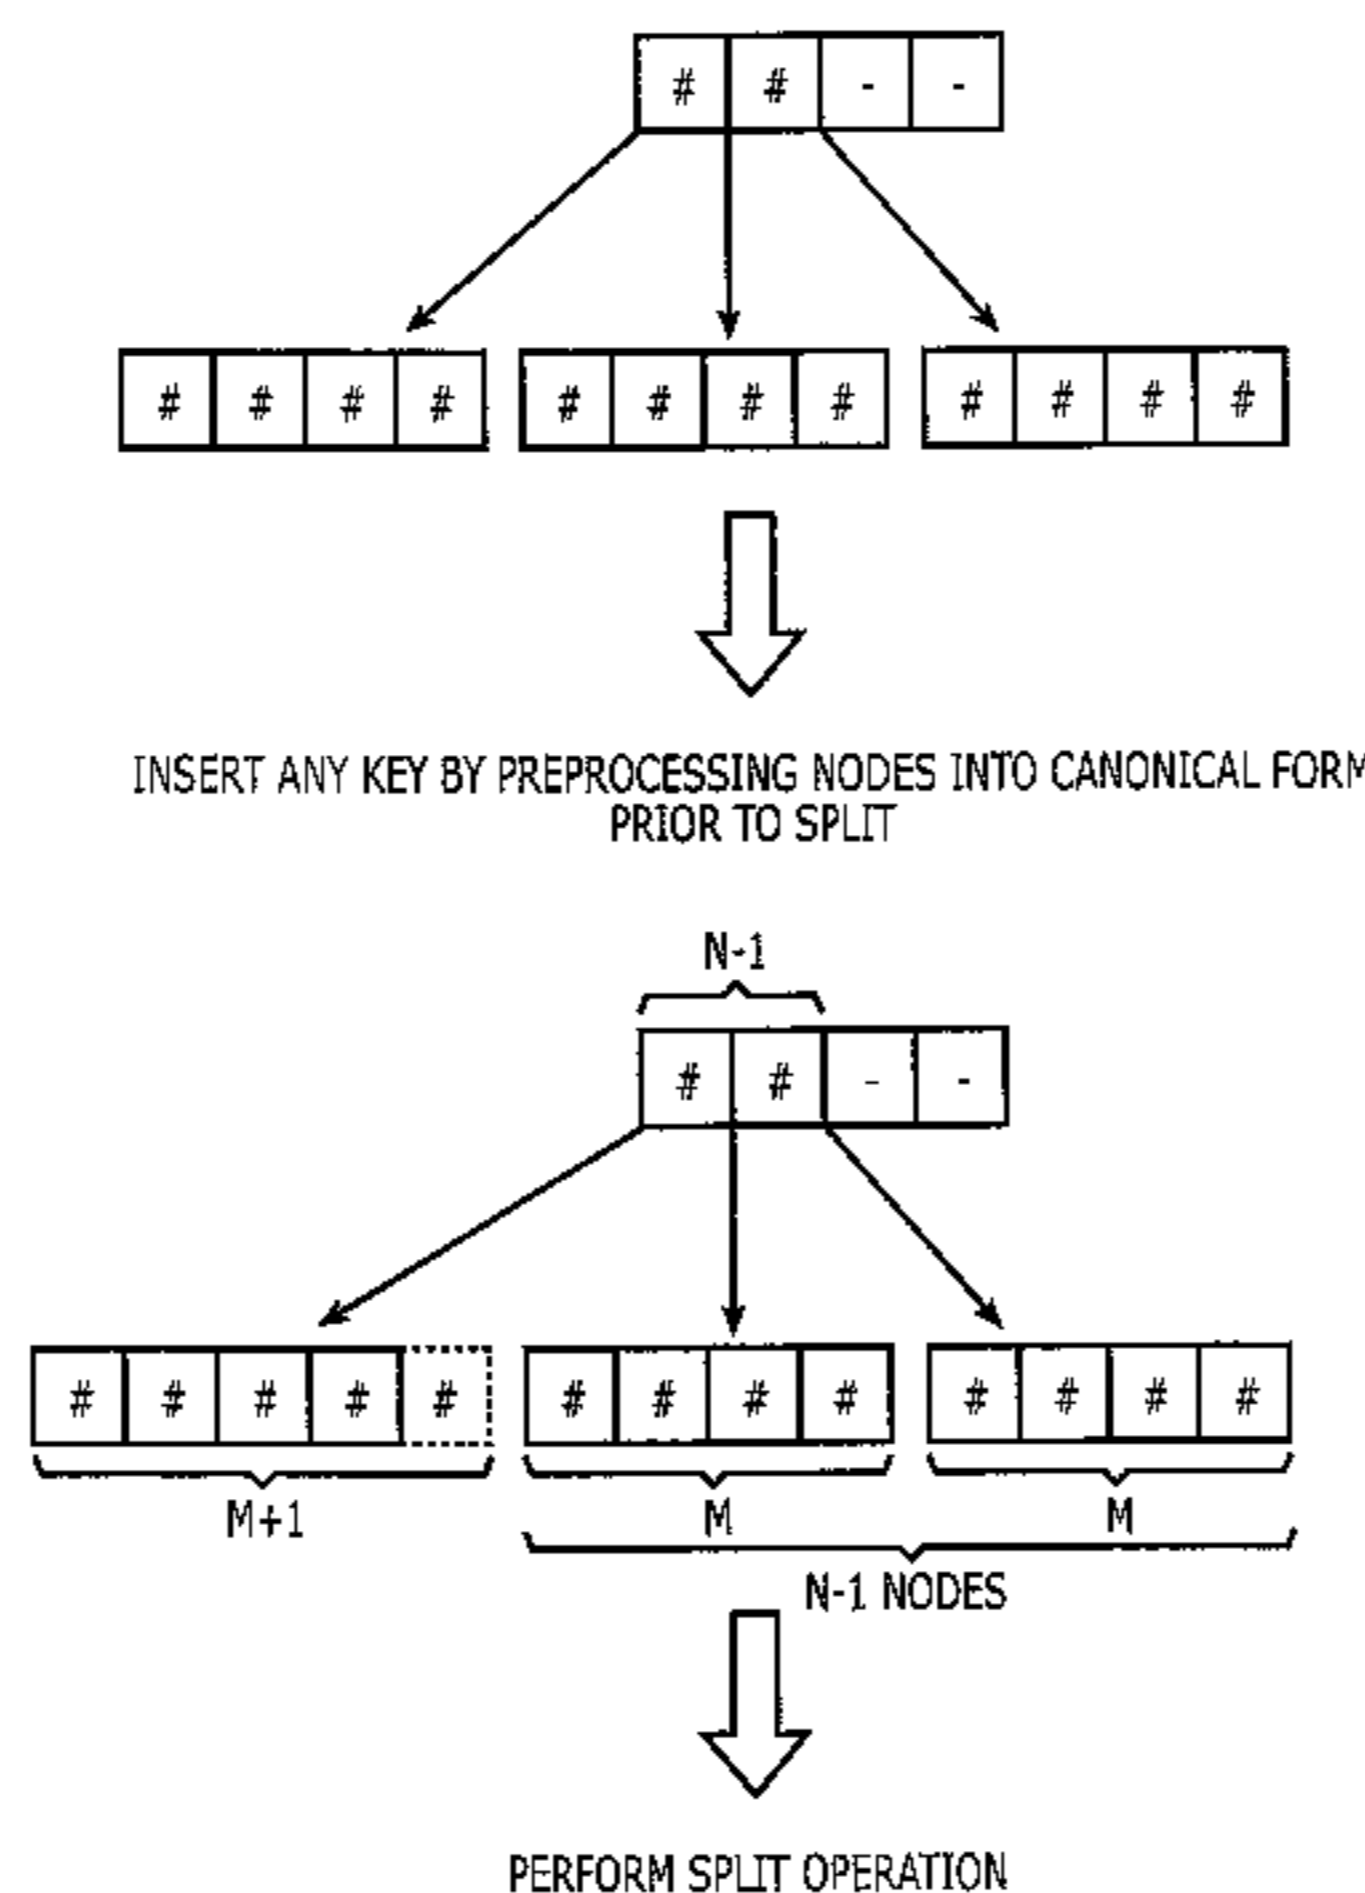 # # - -
# # # # # # # # # # # #
INSERT ANY KEY BY PREPROCESSING NODES INTO CANONICAL FORM
PRIOR TO SPLIT
N-1
# # - -
# # # # # # # # # # # # #
M+1 M M
N-1 NODES
PERFORM SPLIT OPERATION